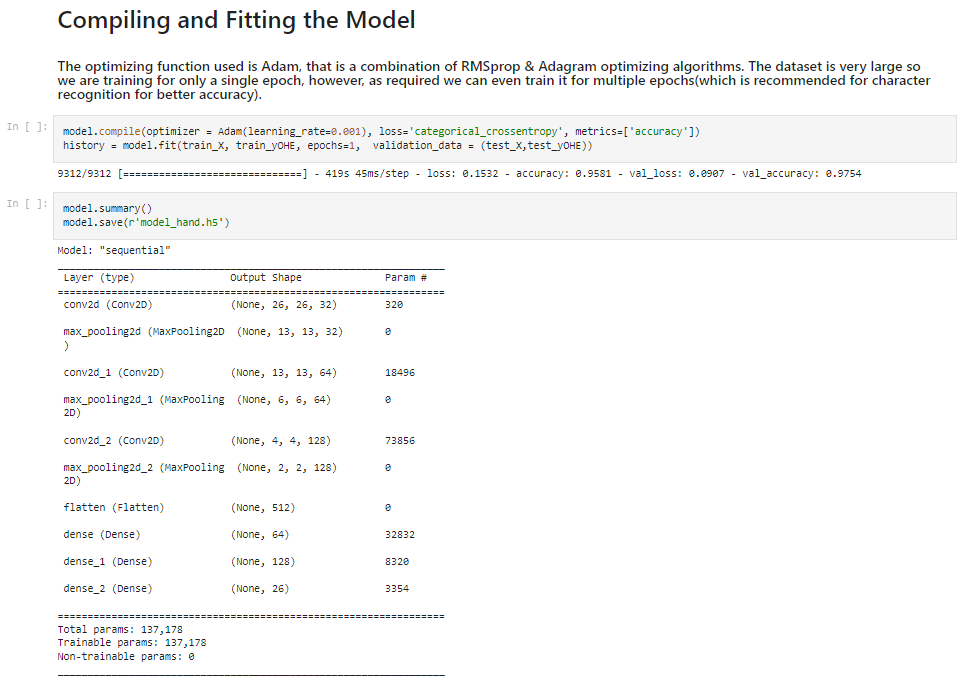 Compiling and Fitting the Model
The optimizing function used is Adam, that is a combination of RMSprop & Adagram optimizing algorithms. The dataset is very large so
we are training for only a single epoch, however, as required we can even train it for multiple epochs(which is recommended for character
recognition for better accuracy).
In [ ]:
model.compile(optimizer = Adam(learning_rate=0.001), loss='categorical_crossentropy', metrics=['accuracy'])
history = model.fit(train_X, train_yOHE, epochs=1,  validation_data = (test_X,test_yOHE))
9312/9312 [==============================] - 419s 45ms/step - loss: 0.1532 - accuracy: 0.9581 - val_loss: 0.0907 - val_accuracy: 0.9754
In [ ]:
model.summary()
model.save(r'model_hand.h5')
Model: "sequential"
_________________________________________________________________
Layer (type) Output Shape Param #
=================================================================
conv2d (Conv2D) (None, 26, 26, 32) 320
max_pooling2d (MaxPooling2D (None, 13, 13, 32) 0
)
conv2d_1 (Conv2D) (None, 13, 13, 64) 18496
max_pooling2d_1 (MaxPooling (None, 6, 6, 64) 0
2D)
conv2d_2 (Conv2D) (None, 4, 4, 128) 73856
max_pooling2d_2 (MaxPooling (None, 2, 2, 128) 0
2D)
flatten (Flatten) (None, 512) 0
dense (Dense) (None, 64) 32832
dense_1 (Dense) (None, 128) 8320
dense_2 (Dense) (None, 26) 3354
=================================================================
Total params: 137,178
Trainable params: 137,178
Non-trainable params: 0
_________________________________________________________________